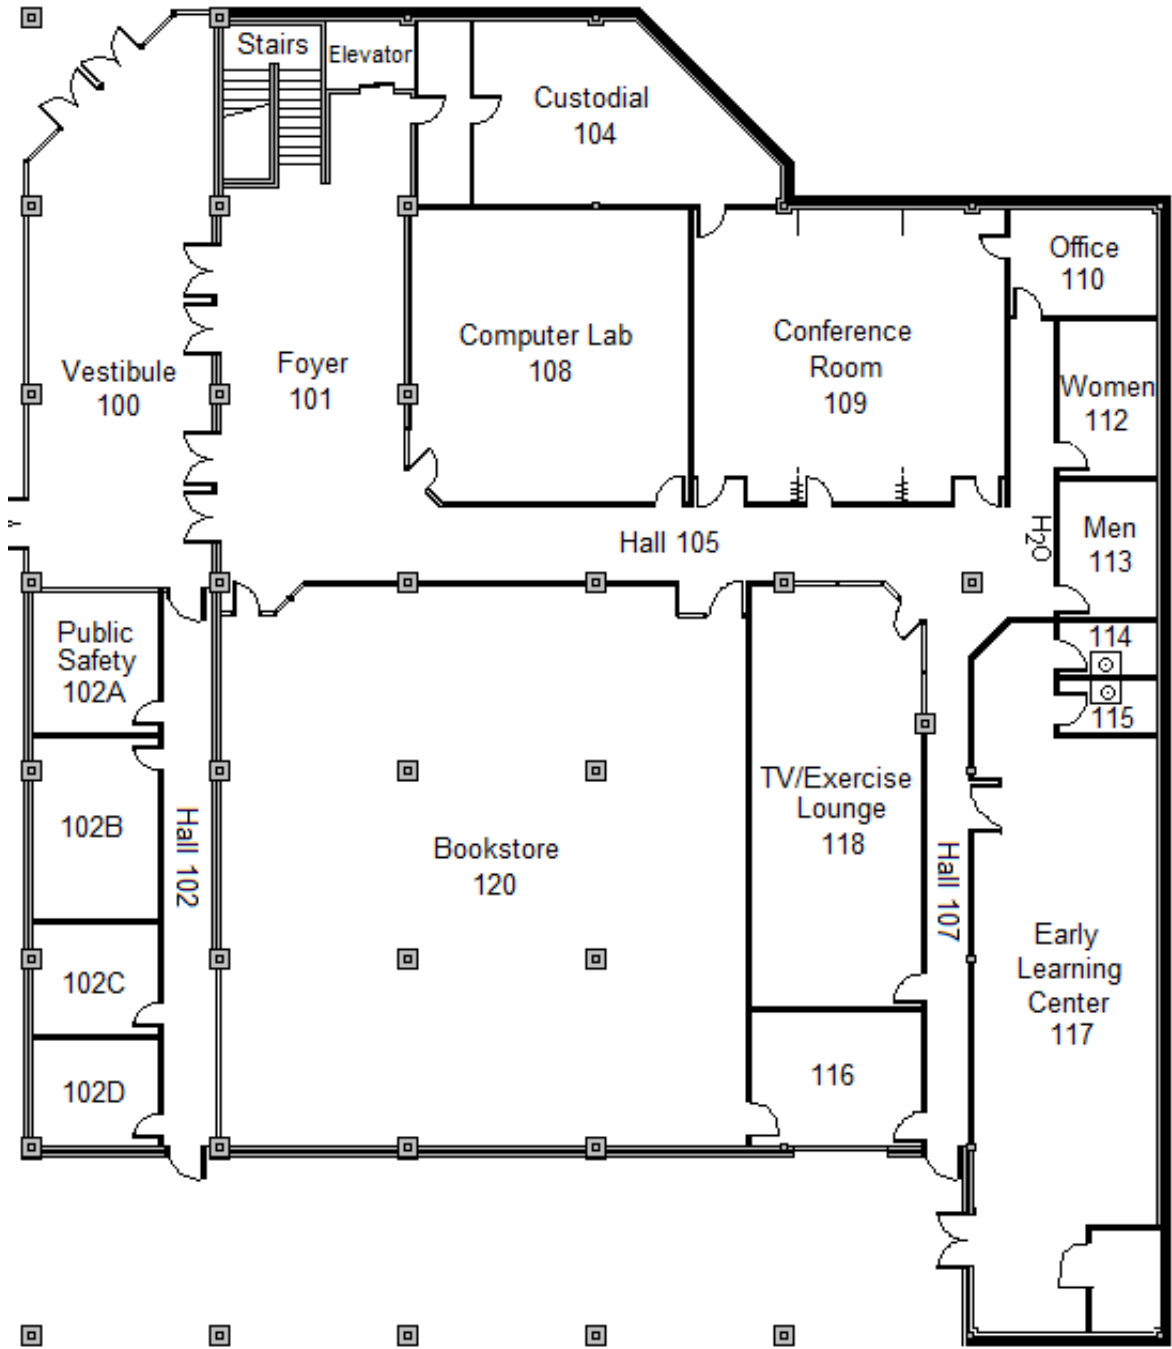 Stairs
Elevator
Custodial
104
Office
110
Computer Lab
108
Conference
Room
109
Foyer
101
Vestibule
100
Women
112
Men
113
H2O
Hall 105
Public
Safety
102A
114
115
102B
Hall 102
TV/Exercise
Lounge
118
Bookstore
120
Hall 107
Early
Learning
Center
117
102C
102D
116